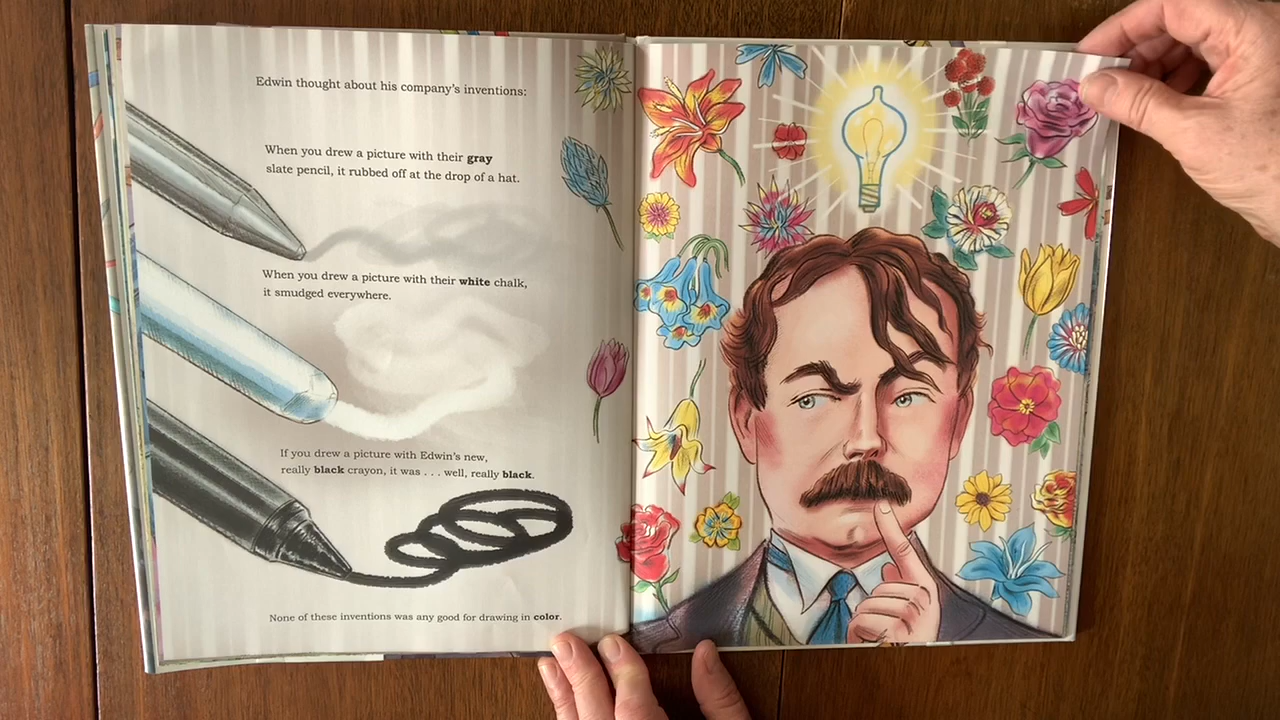 Edwin thought about his company's inventions:
When you drew a picture with their gray
slate pencil, it rubbed off at the drop of a hat.
When you drew a picture with their white chalk,
it smudged everywhere.
If you drew a picture with Edwin's new,
really black crayon, it was . . . well, really black.
None of these inventions was any good for drawing in color.